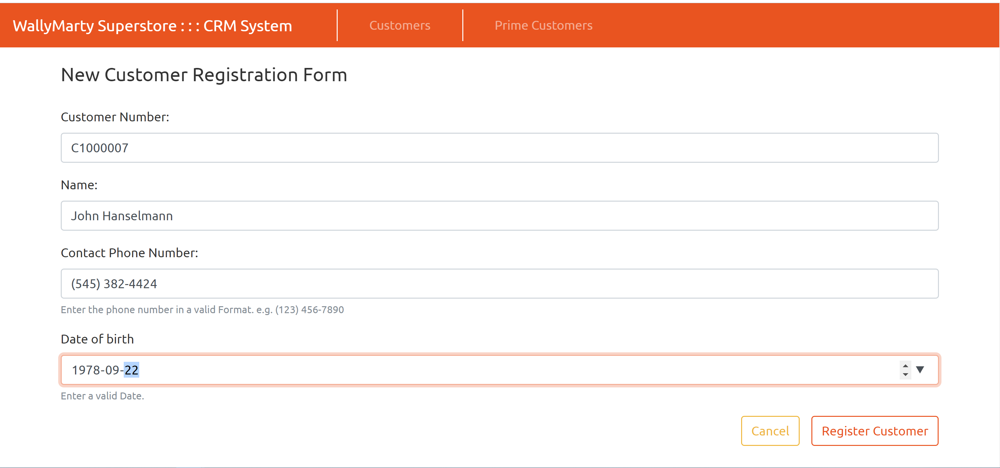 WallyMarty Superstore : : : CRM System
Customers
Prime Customers
New Customer Registration Form
Customer Number:
C1000007
Name:
John Hanselmann
Contact Phone Number:
(545) 382-4424
Enter the phone number in a valid Format. e.g. (123) 456-7890
Date of birth
1978-09-22
Enter a valid Date.
Cancel
Register Customer